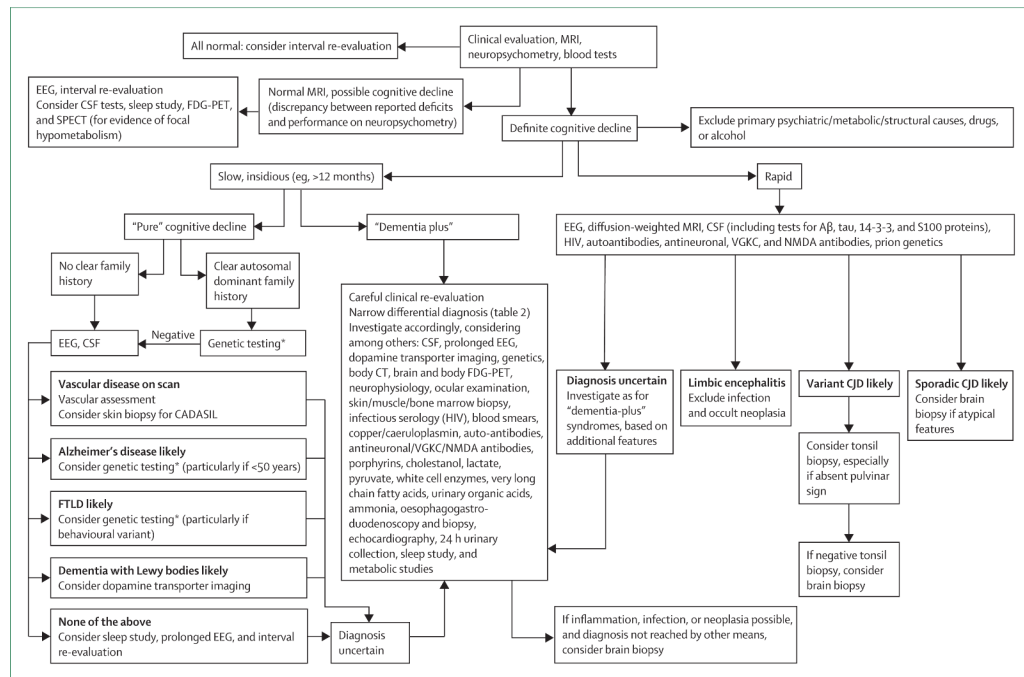 All normal: consider interval re-evaluation
Clinical evaluation, MRI,
neuropsychometry, blood tests
EEG, interval re-evaluation
Consider CSF tests, sleep study, FDG-PET,
and SPECT (for evidence of focal
hypometabolism)
Normal MRI, possible cognitive decline
(discrepancy between reported deficits
and performance on neuropsychometry)
Definite cognitive decline
Exclude primary psychiatric/metabolic/structural causes, drugs,
or alcohol
Slow, insidious (eg, >12 months)
Rapid
"Pure" cognitive decline
"Dementia plus"
EEG, diffusion-weighted MRI, CSF (including tests for Aβ, tau, 14-3-3, and S100 proteins),
HIV, autoantibodies, antineuronal, VGKC, and NMDA antibodies, prion genetics
No clear family
history
Clear autosomal
dominant family
history
EEG, CSF
Negative
Genetic testing*
Vascular disease on scan
Vascular assessment
Consider skin biopsy for CADASIL
Alzheimer's disease likely
Consider genetic testing* (particularly if <50 years)
FTLD likely
Consider genetic testing* (particularly if
behavioural variant)
Dementia with Lewy bodies likely
Consider dopamine transporter imaging
None of the above
Consider sleep study, prolonged EEG, and interval
re-evaluation
Diagnosis
uncertain
Careful clinical re-evaluation
Narrow differential diagnosis (table 2)
Investigate accordingly, considering
among others: CSF, prolonged EEG,
dopamine transporter imaging, genetics,
body CT, brain and body FDG-PET,
neurophysiology, ocular examination,
skin/muscle/bone marrow biopsy,
infectious serology (HIV), blood smears,
copper/caeruloplasmin, auto-antibodies,
antineuronal/VGKC/NMDA antibodies,
porphyrins, cholestanol, lactate,
pyruvate, white cell enzymes, very long
chain fatty acids, urinary organic acids,
ammonia, oesophagogastro-
duodenoscopy and biopsy,
echocardiography, 24 h urinary
collection, sleep study, and
metabolic studies
Diagnosis uncertain
Investigate as for
"dementia-plus"
syndromes, based on
additional features
Limbic encephalitis
Exclude infection
and occult neoplasia
Variant CJD likely
Consider tonsil
biopsy, especially
if absent pulvinar
sign
If negative tonsil
biopsy, consider
brain biopsy
Sporadic CJD likely
Consider brain
biopsy if atypical
features
If inflammation, infection, or neoplasia possible,
and diagnosis not reached by other means,
consider brain biopsy